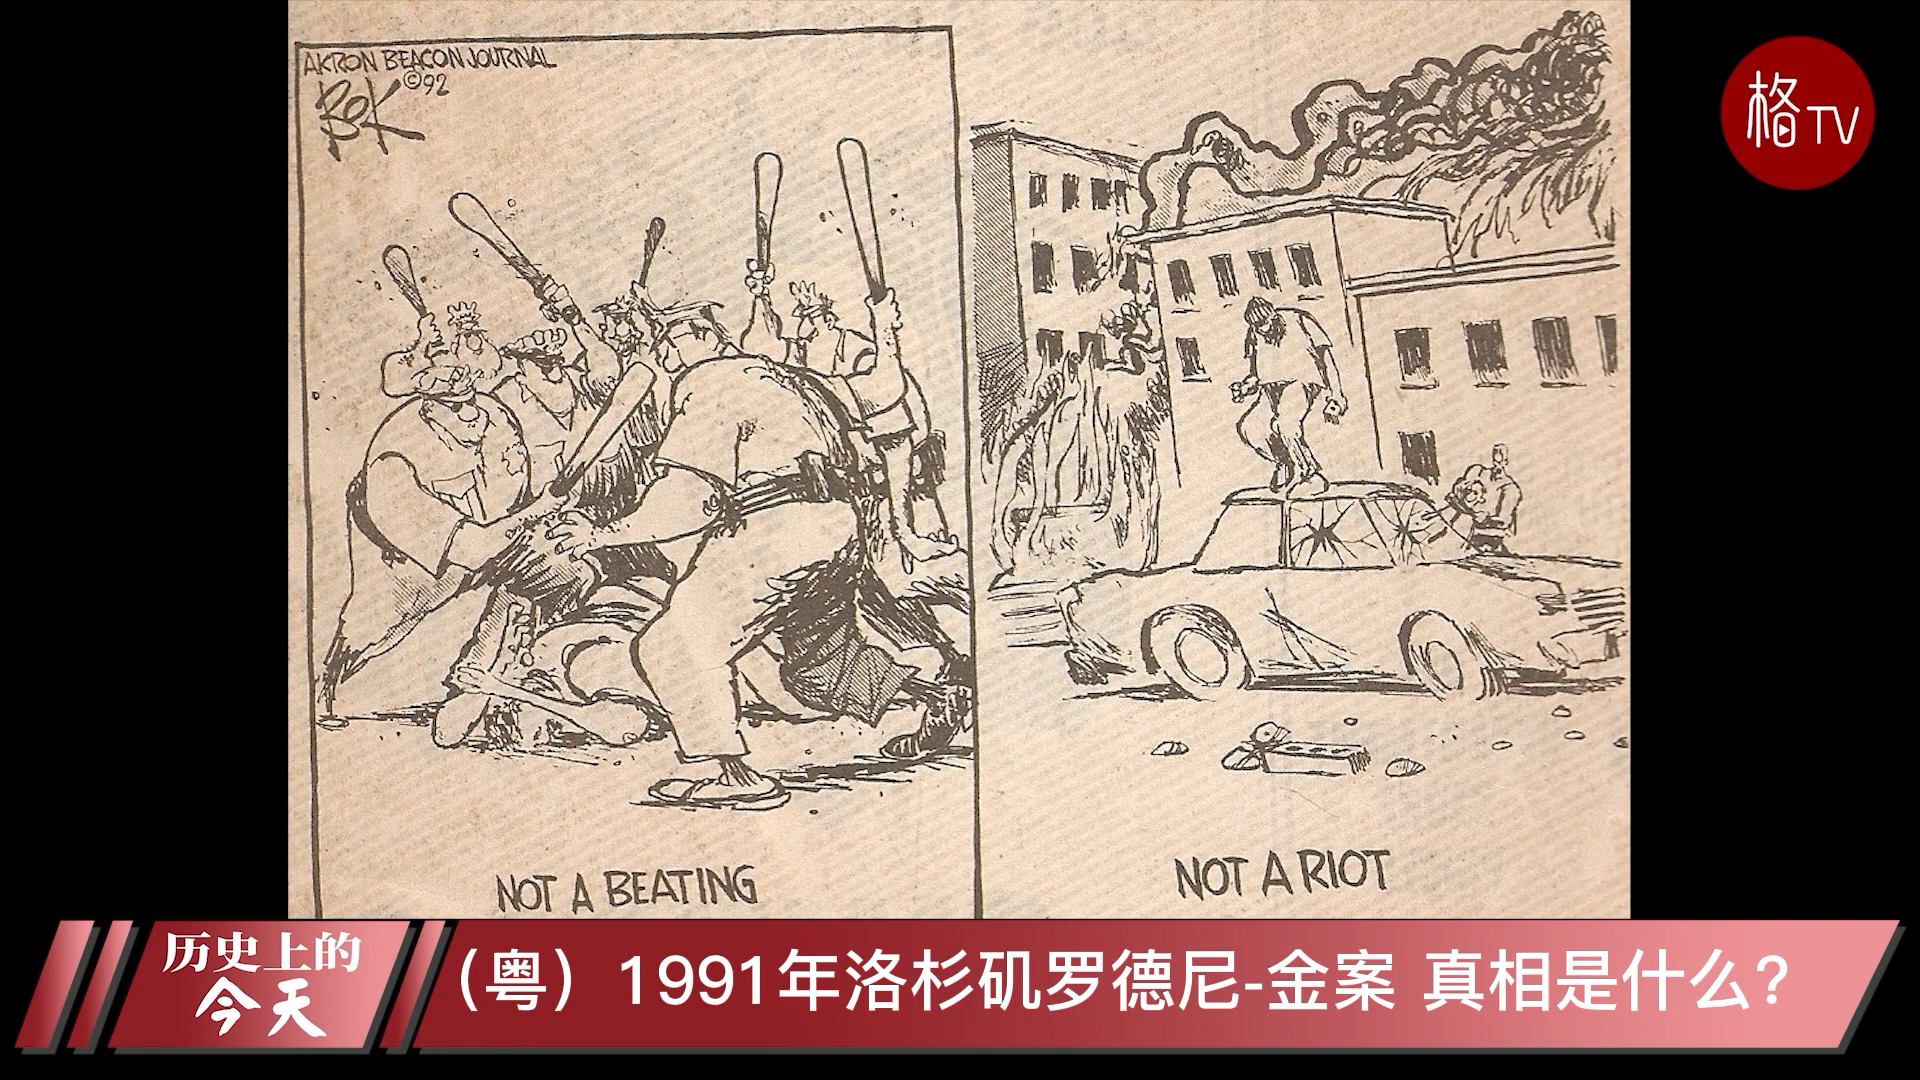 AKRON BEACON JOURNAL
©92
BOK
格TV
NOT A BEATING
NOT A RIOT
历史上的
今天
（粤）1991年洛杉矶罗德尼-金案 真相是什么？